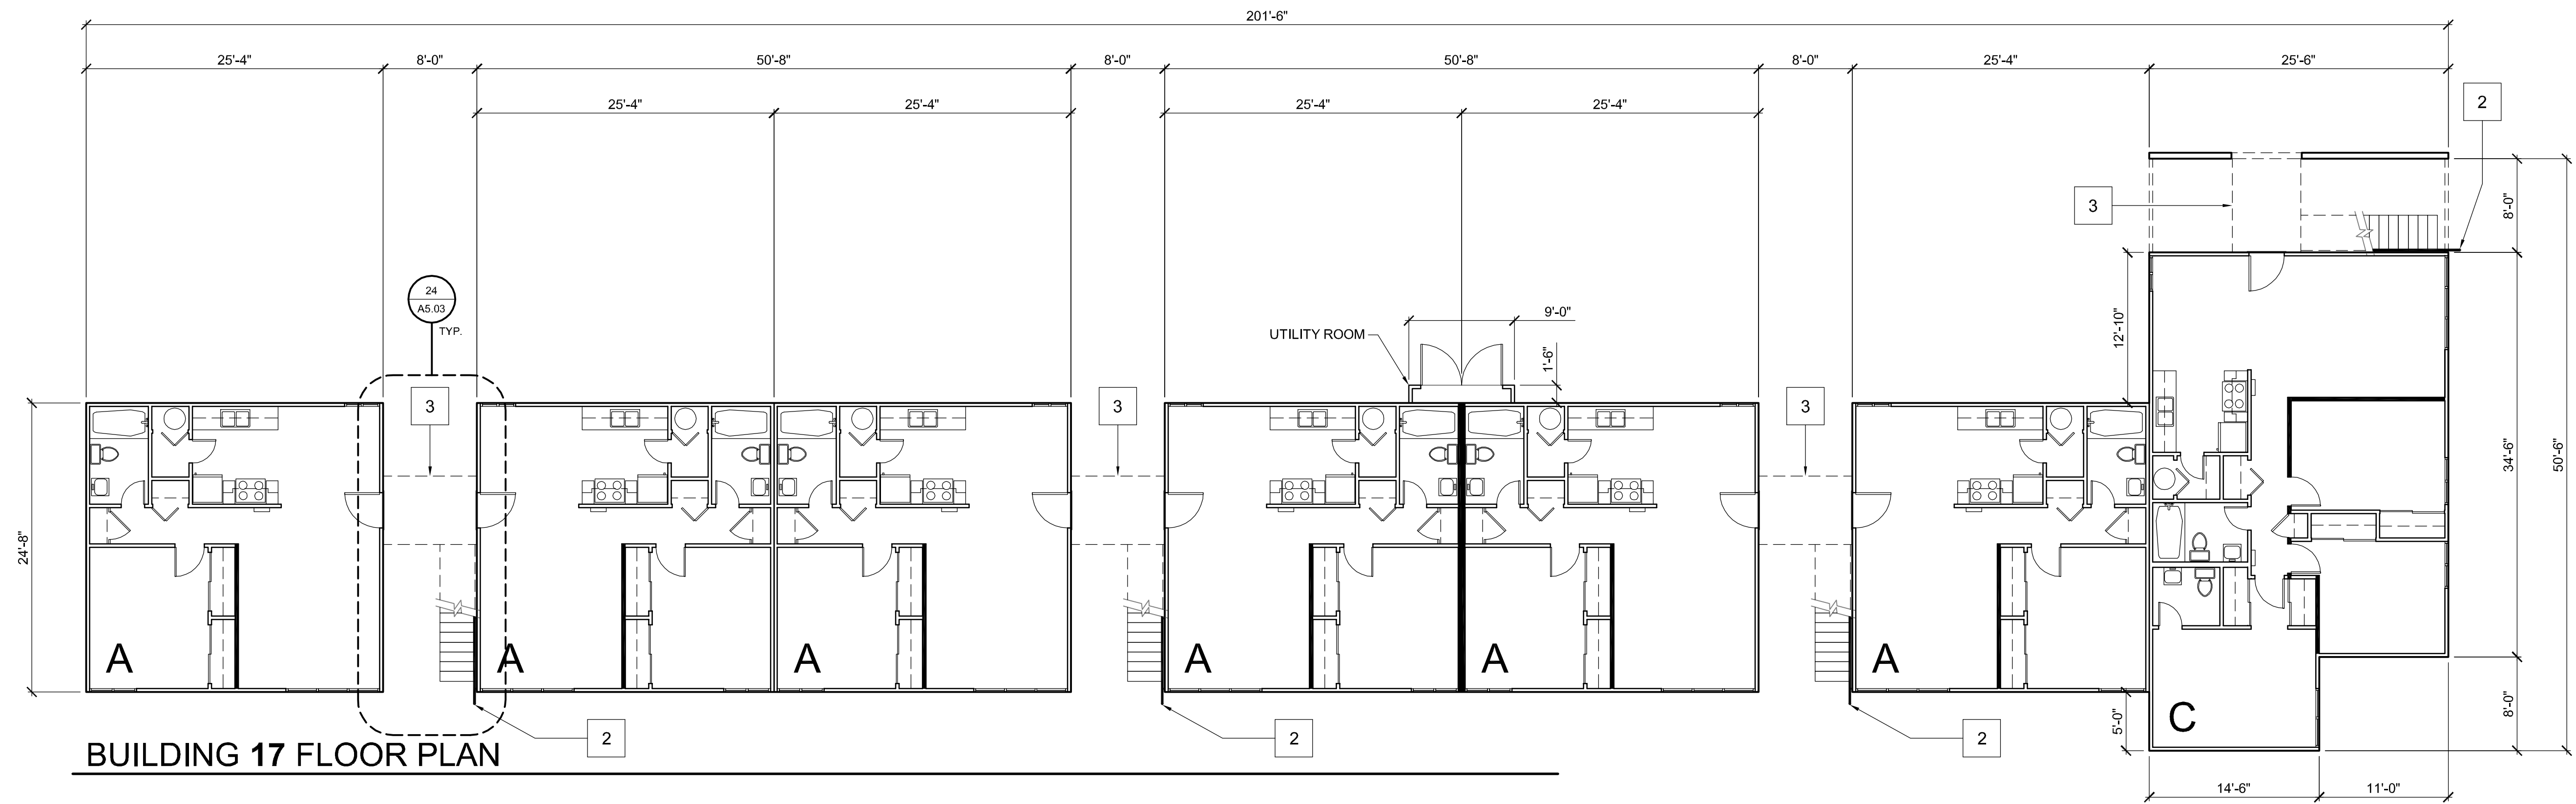 201'-6"
25'-4" 8'-0" 50'-8" 8'-0" 50'-8" 8'-0" 25'-4" 25'-6"
25'-4" 25'-4" 25'-4" 25'-4"
2
3
8'-0"
24
A5.03
TYP.
UTILITY ROOM
9'-0"
1'-6"
12'-10"
3 3 3
24'-8"
34'-6"
50'-6"
A A A A A A
C
5'-0"
8'-0"
2 2 2
BUILDING 17 FLOOR PLAN
14'-6" 11'-0"